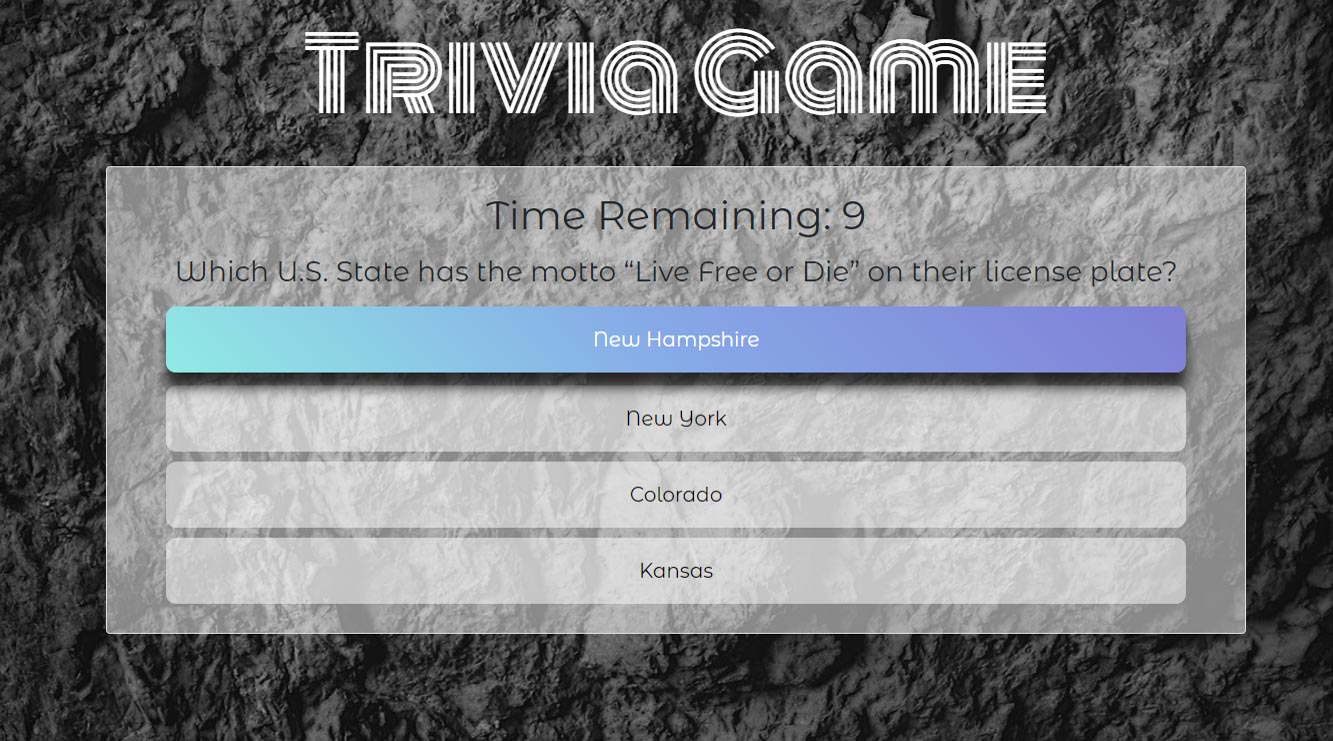 Trivia Game
Time Remaining: 9
Which U.S. State has the motto “Live Free or Die” on their license plate?
New Hampshire
New York
Colorado
Kansas